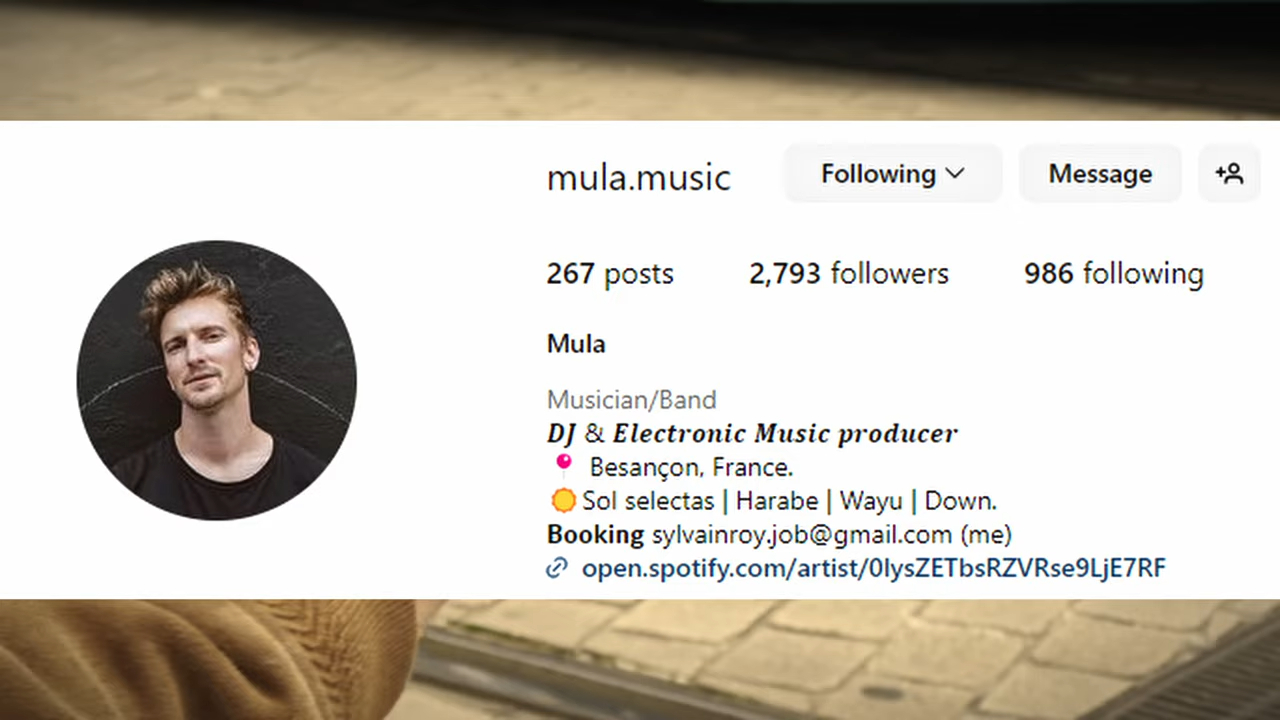 mula.music Following Message
267 posts 2,793 followers 986 following
Mula
Musician/Band
DJ & Electronic Music producer
📍 Besançon, France.
🌞 Sol selectas | Harabe | Wayu | Down.
Booking sylvainroy.job@gmail.com (me)
open.spotify.com/artist/0lysZETbsRZVRse9LjE7RF